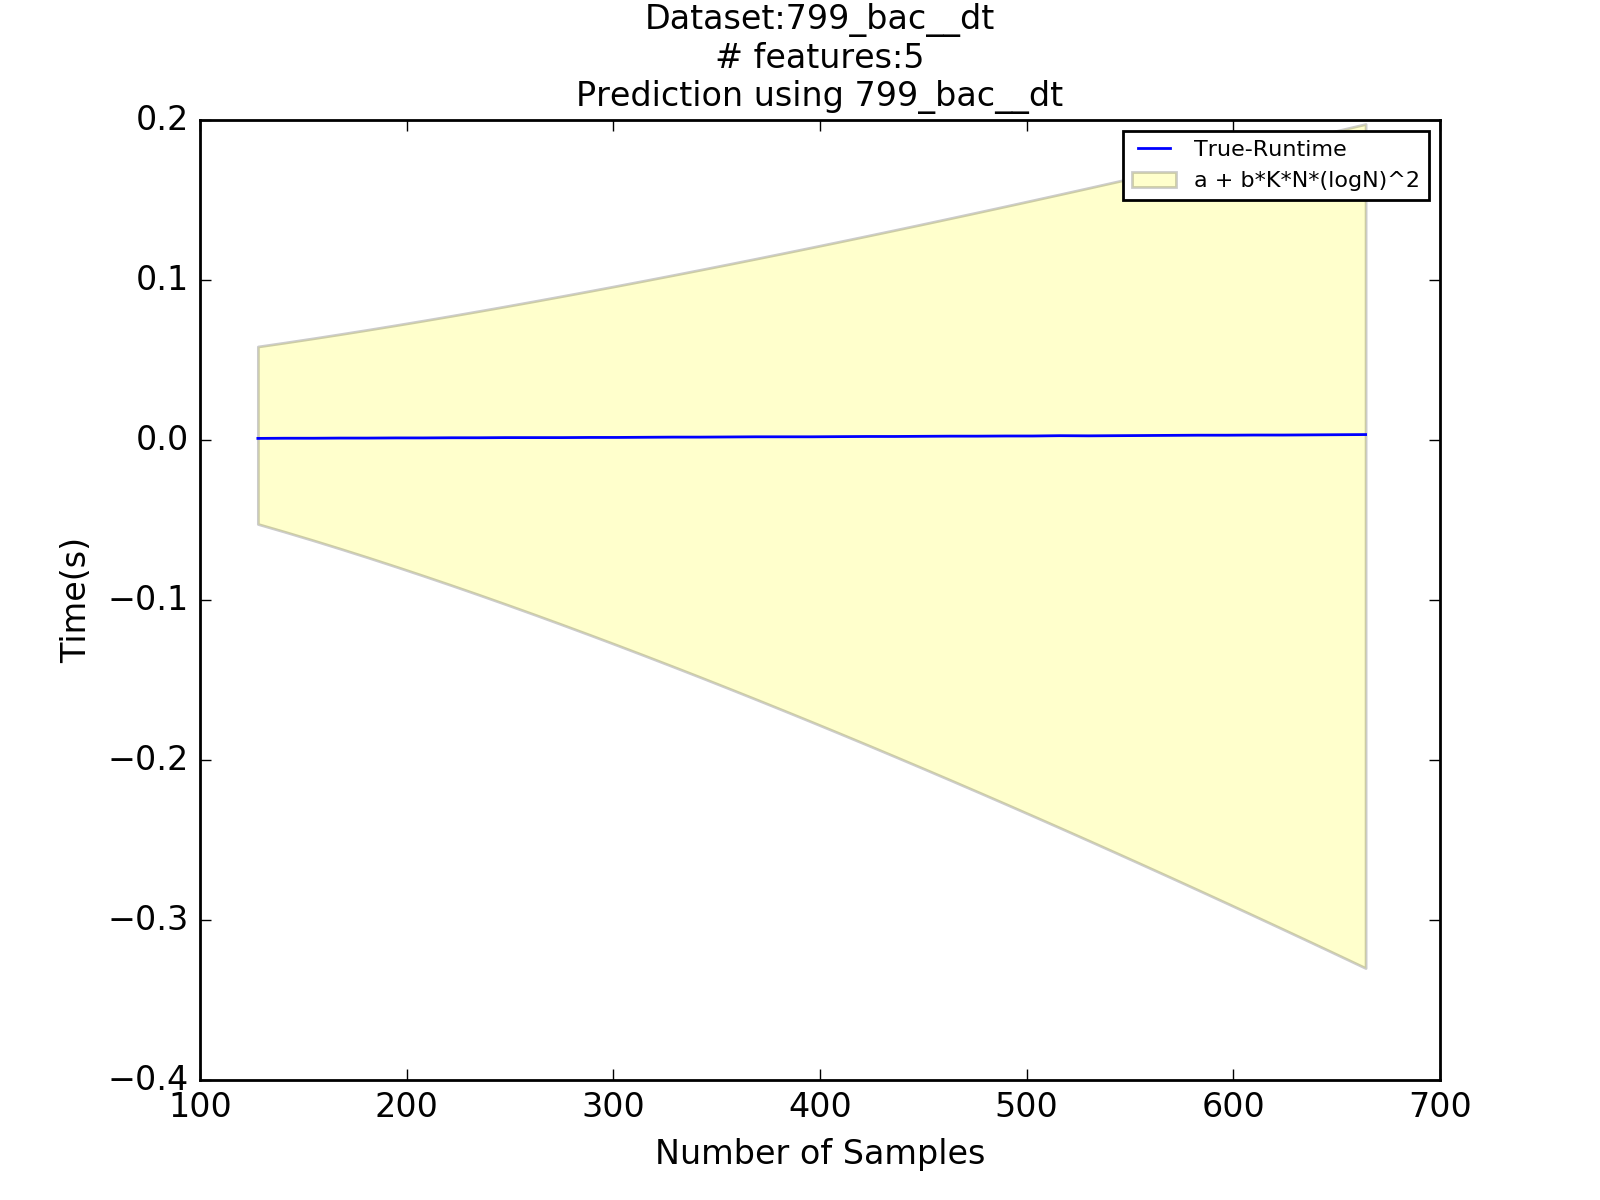 Dataset:799_bac__dt
# features:5
Prediction using 799_bac__dt
0.2
0.1
0.0
−0.1
−0.2
−0.3
−0.4
Time(s)
True-Runtime
a + b*K*N*(logN)^2
100 200 300 400 500 600 700
Number of Samples